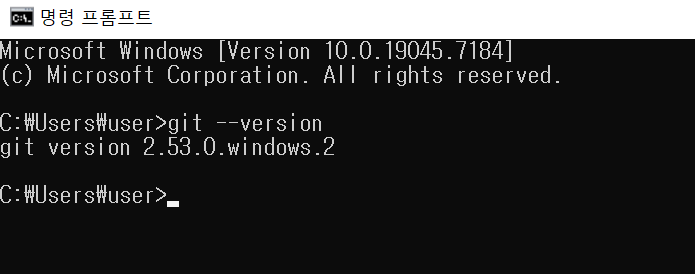 명령 프롬프트
Microsoft Windows [Version 10.0.19045.7184]
(c) Microsoft Corporation. All rights reserved.
C:₩Users₩user>git --version
git version 2.53.0.windows.2
C:₩Users₩user>